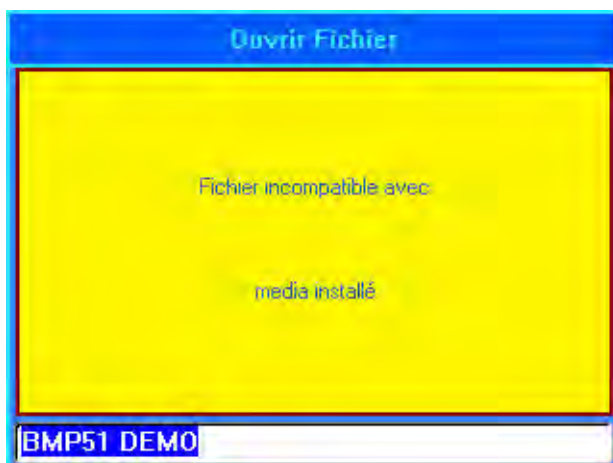 Ouvrir Fichier
Fichier incompatible avec
media installé
BMP51 DEMO